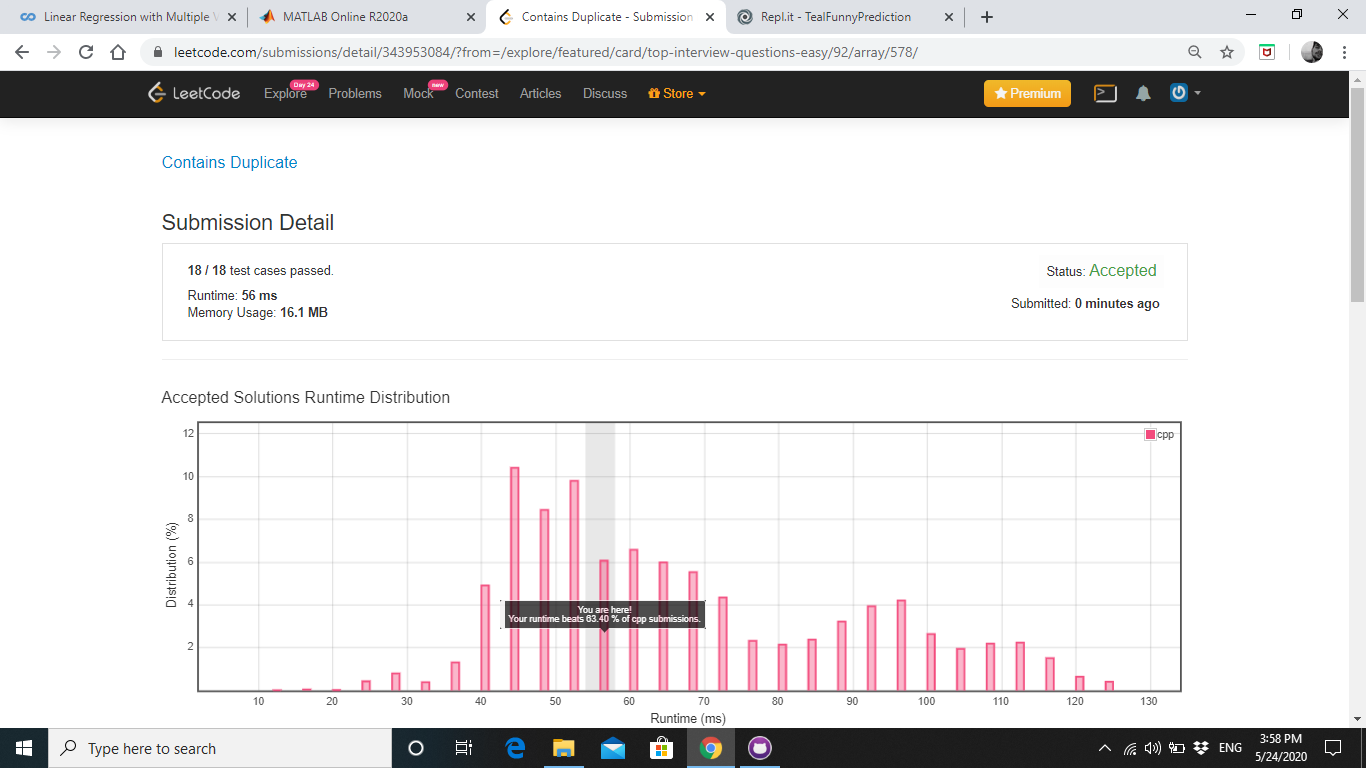 Linear Regression with Multiple V
MATLAB Online R2020a
Contains Duplicate - Submission
Repl.it - TealFunnyPrediction
leetcode.com/submissions/detail/343953084/?from=/explore/featured/card/top-interview-questions-easy/92/array/578/
LeetCode Explore Day 24 Problems Mock new Contest Articles Discuss Store Premium
Contains Duplicate
Submission Detail
18 / 18 test cases passed.
Status: Accepted
Runtime: 56 ms
Submitted: 0 minutes ago
Memory Usage: 16.1 MB
Accepted Solutions Runtime Distribution
cpp
12
10
8
6
4
2
Distribution (%)
You are here!
Your runtime beats 63.40 % of cpp submissions.
10 20 30 40 50 60 70 80 90 100 110 120 130
Runtime (ms)
Type here to search
ENG
3:58 PM
5/24/2020